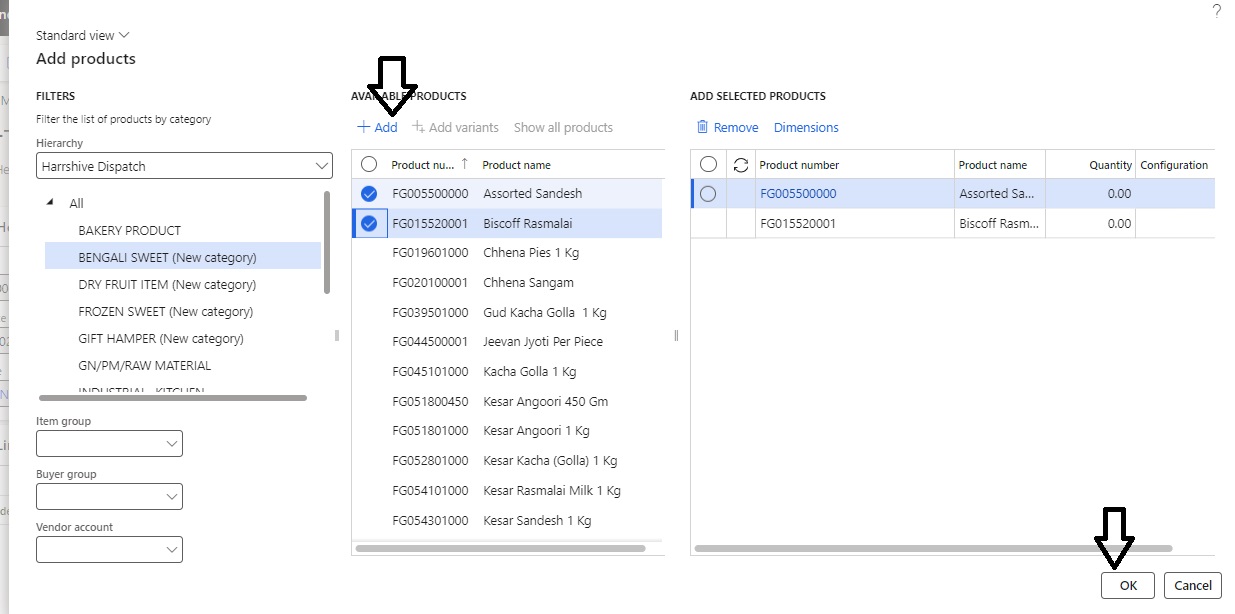 ?
Standard view
Add products
FILTERS
Filter the list of products by category
Hierarchy
Harrshive Dispatch
All
BAKERY PRODUCT
BENGALI SWEET (New category)
DRY FRUIT ITEM (New category)
FROZEN SWEET (New category)
GIFT HAMPER (New category)
GN/PM/RAW MATERIAL
INDUSTRIAL KITCHEN
Item group
Buyer group
Vendor account
AVAILABLE PRODUCTS
+ Add Add variants Show all products
Product nu... ↑ Product name
FG005500000 Assorted Sandesh
FG015520001 Biscoff Rasmalai
FG019601000 Chhena Pies 1 Kg
FG020100001 Chhena Sangam
FG039501000 Gud Kacha Golla 1 Kg
FG044500001 Jeevan Jyoti Per Piece
FG045101000 Kacha Golla 1 Kg
FG051800450 Kesar Angoori 450 Gm
FG051801000 Kesar Angoori 1 Kg
FG052801000 Kesar Kacha (Golla) 1 Kg
FG054101000 Kesar Rasmalai Milk 1 Kg
FG054301000 Kesar Sandesh 1 Kg
ADD SELECTED PRODUCTS
Remove Dimensions
Product number Product name Quantity Configuration
FG005500000 Assorted Sa... 0.00
FG015520001 Biscoff Rasm... 0.00
OK Cancel